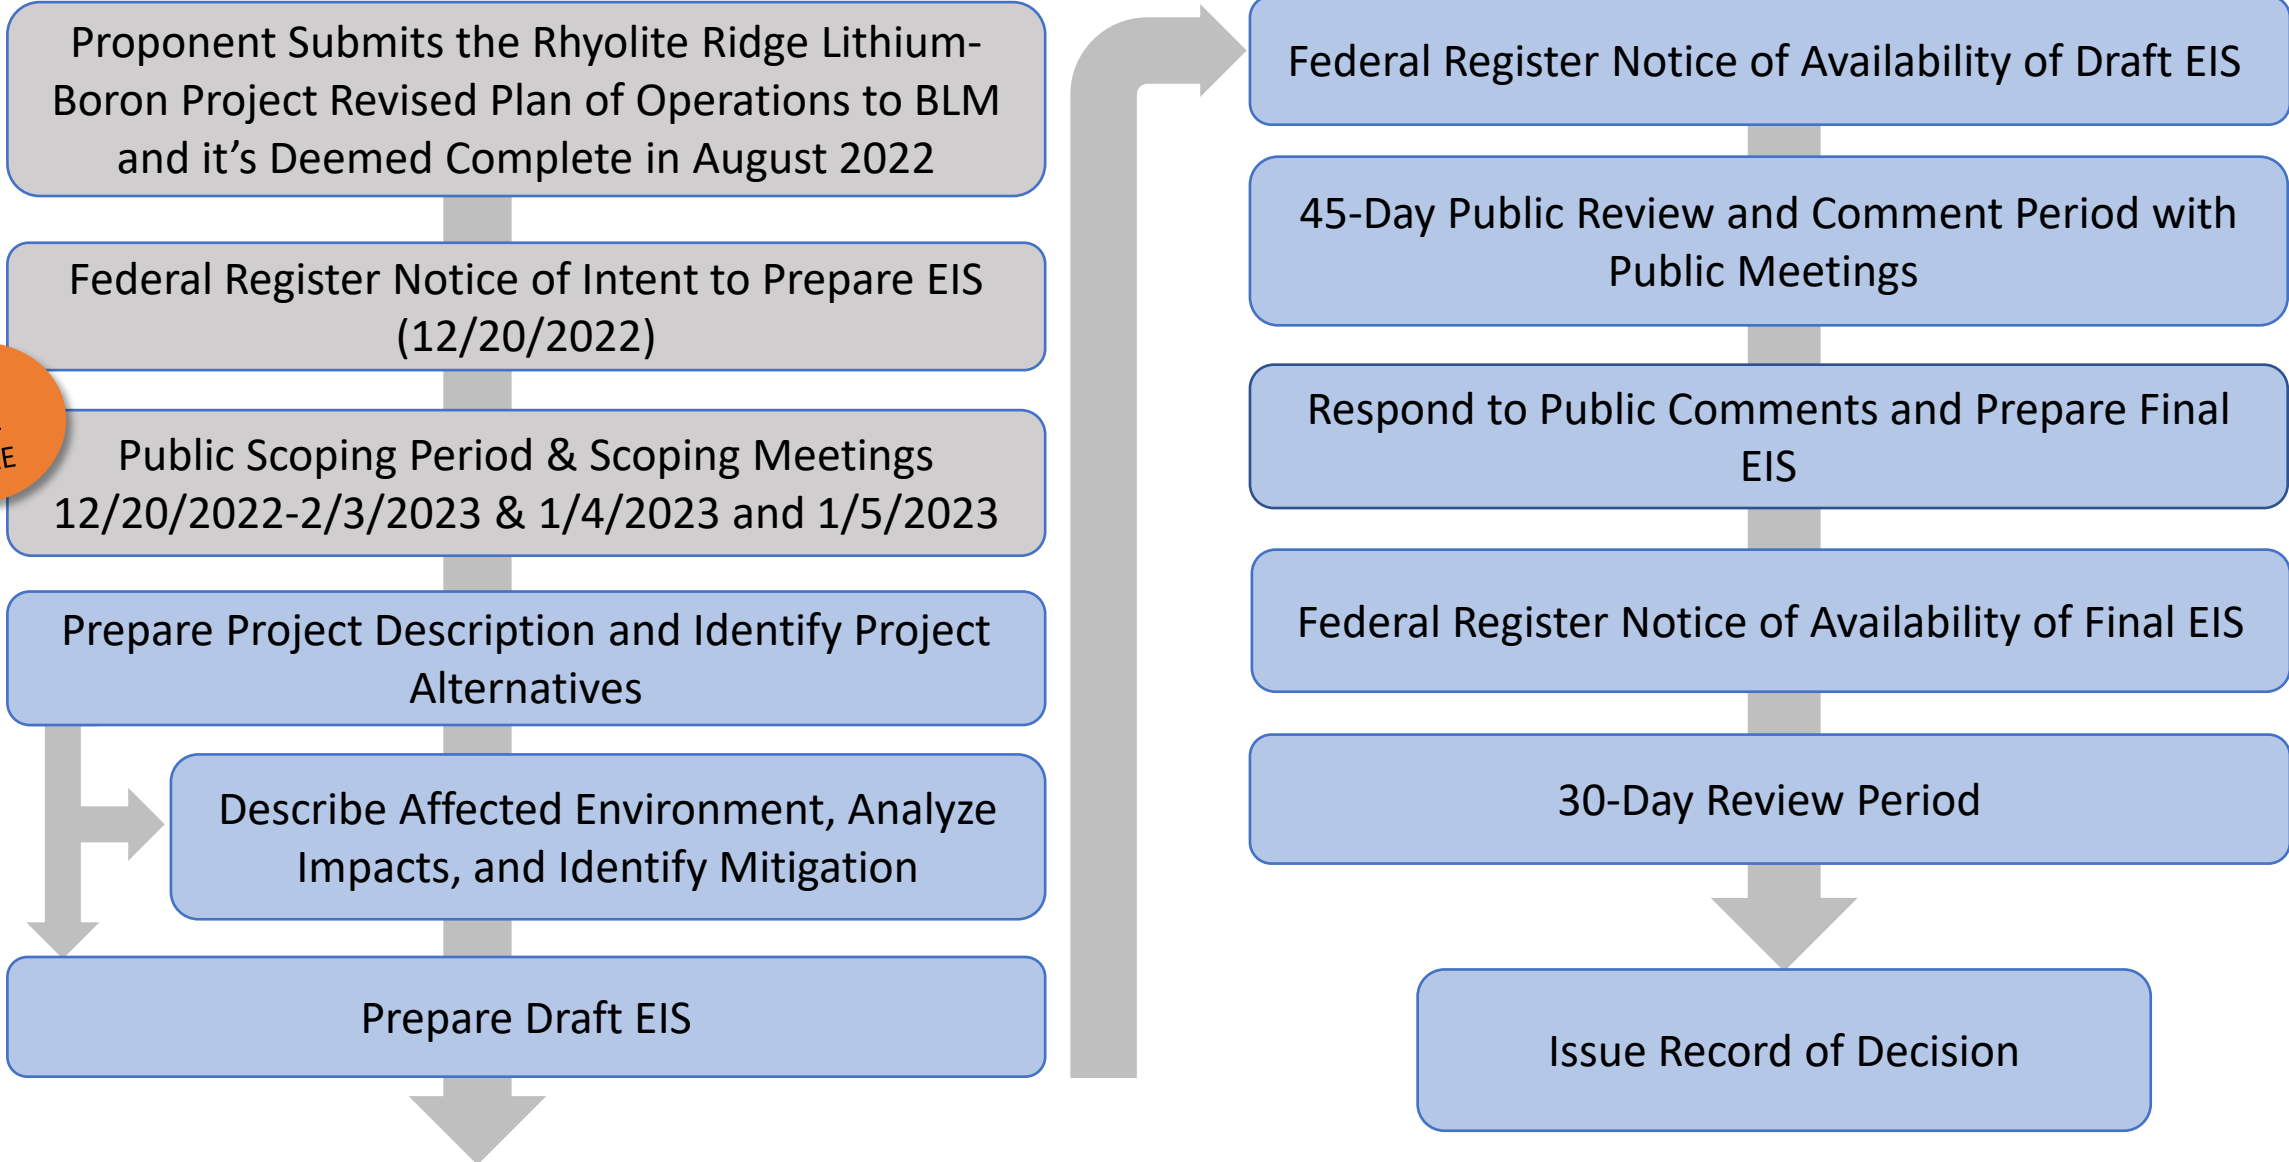 Proponent Submits the Rhyolite Ridge Lithium-
Boron Project Revised Plan of Operations to BLM
and it’s Deemed Complete in August 2022
Federal Register Notice of Intent to Prepare EIS
(12/20/2022)
Public Scoping Period & Scoping Meetings
12/20/2022-2/3/2023 & 1/4/2023 and 1/5/2023
Prepare Project Description and Identify Project
Alternatives
Describe Affected Environment, Analyze
Impacts, and Identify Mitigation
Prepare Draft EIS
Federal Register Notice of Availability of Draft EIS
45-Day Public Review and Comment Period with
Public Meetings
Respond to Public Comments and Prepare Final
EIS
Federal Register Notice of Availability of Final EIS
30-Day Review Period
Issue Record of Decision